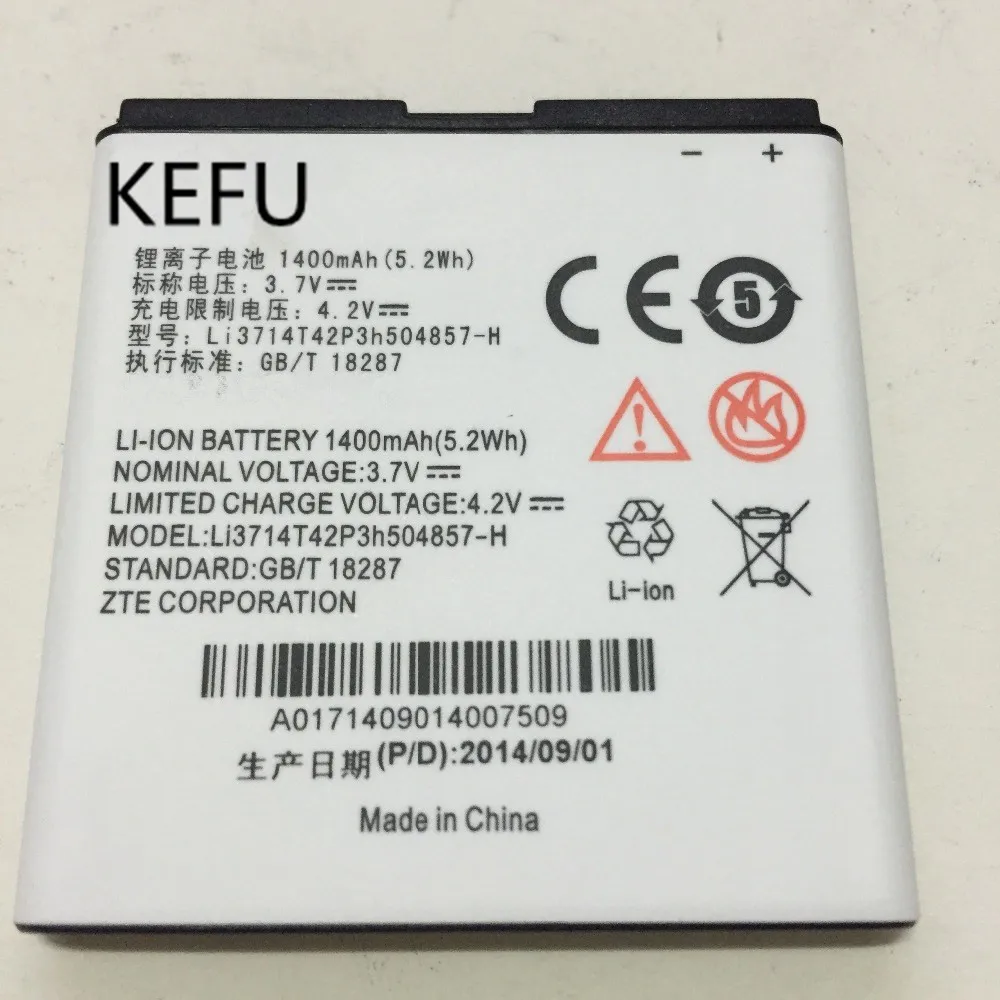 KEFU
- +
锂离子电池 1400mAh(5.2Wh)
标称电压: 3.7V
充电限制电压: 4.2V
型号: Li3714T42P3h504857-H
执行标准: GB/T 18287
CE 5
LI-ION BATTERY 1400mAh(5.2Wh)
NOMINAL VOLTAGE:3.7V
LIMITED CHARGE VOLTAGE:4.2V
MODEL:Li3714T42P3h504857-H
STANDARD:GB/T 18287
ZTE CORPORATION
Li-ion
A0171409014007509
生产日期(P/D):2014/09/01
Made in China